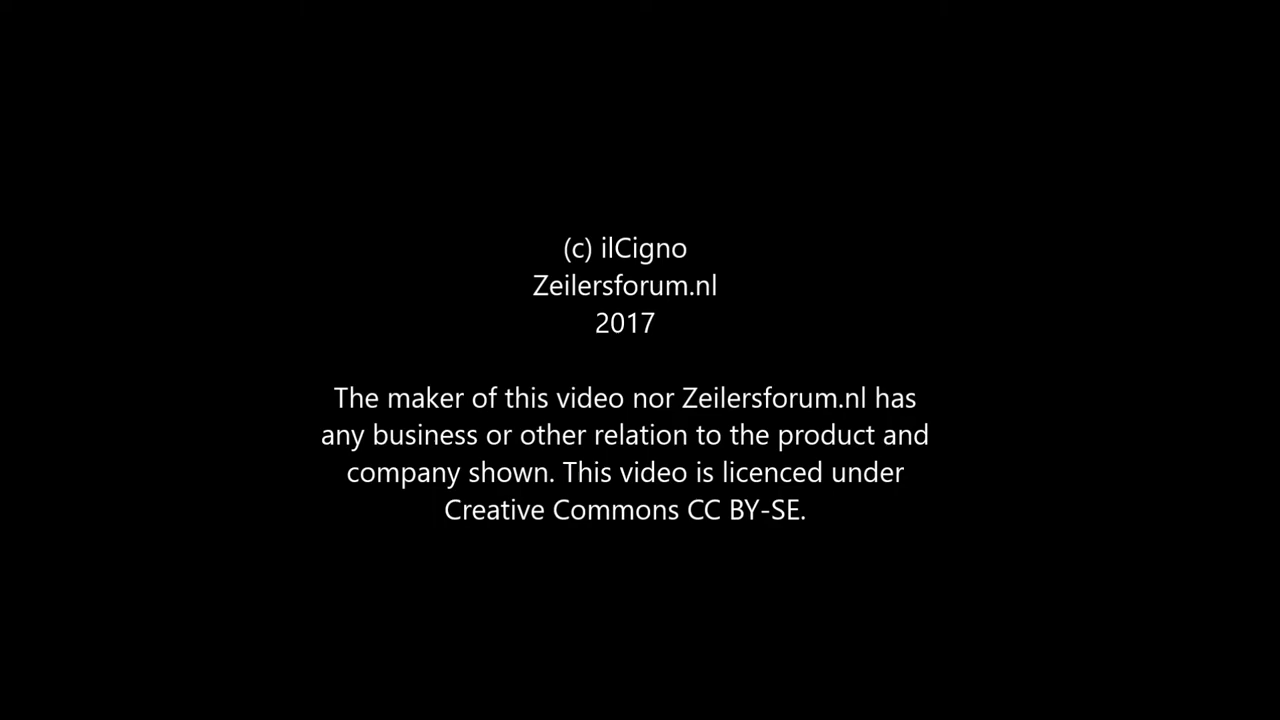 (c) ilCigno
Zeilersforum.nl
2017
The maker of this video nor Zeilersforum.nl has
any business or other relation to the product and
company shown. This video is licenced under
Creative Commons CC BY-SE.